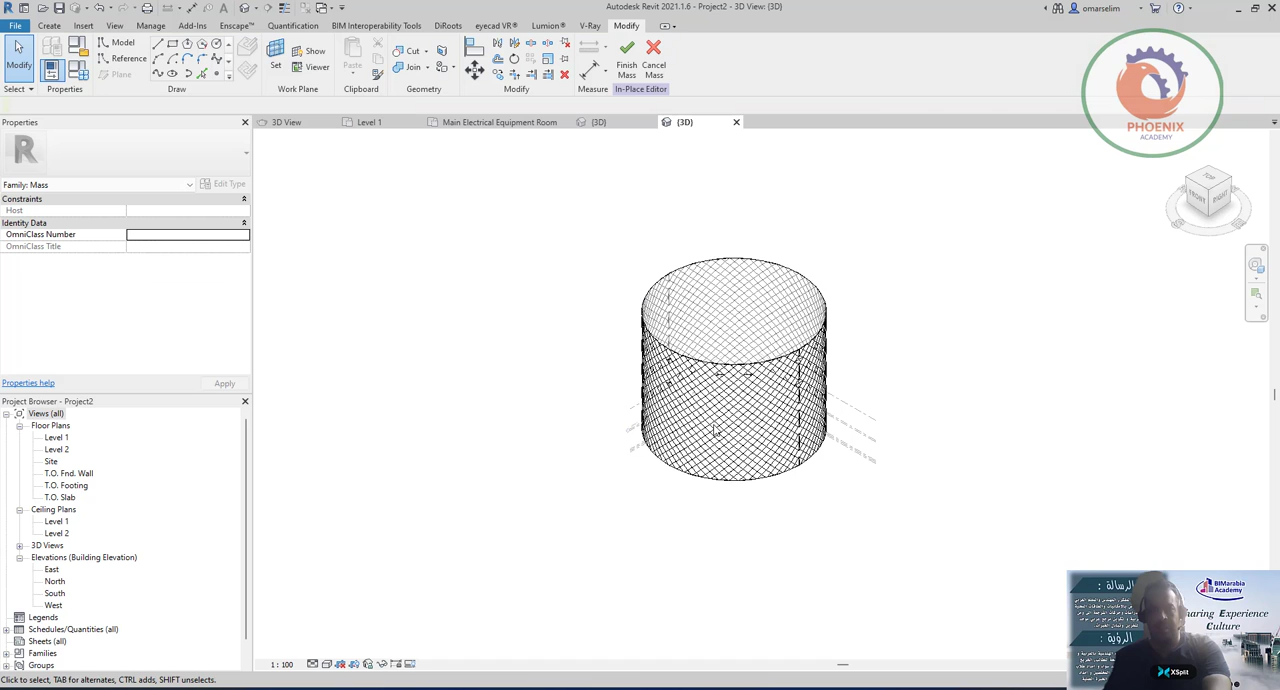 Autodesk Revit 2021.1.6 - Project2 - 3D View: {3D}
omarselim
File Create Insert View Manage Add-Ins Enscape™ Quantification BIM Interoperability Tools DiRoots eyecad VR® Lumion® V-Ray Modify
Modify
Model
Reference
Plane
Set
Show
Viewer
Paste
Cut
Join
Finish Mass
Cancel Mass
Select Properties Draw Work Plane Clipboard Geometry Modify Measure In-Place Editor
PHOENIX
ACADEMY
Properties
3D View
Level 1
Main Electrical Equipment Room
{3D}
{3D}
Family: Mass
Edit Type
Constraints
Host
Identity Data
OmniClass Number
OmniClass Title
TOP
FRONT
RIGHT
Properties help
Apply
Project Browser - Project2
Views (all)
Floor Plans
Level 1
Level 2
Site
T.O. Fnd. Wall
T.O. Footing
T.O. Slab
Ceiling Plans
Level 1
Level 2
3D Views
Elevations (Building Elevation)
East
North
South
West
Legends
Schedules/Quantities (all)
Sheets (all)
Families
Groups
1 : 100
Click to select, TAB for alternates, CTRL adds, SHIFT unselects.
الرسالة :
BIMarabia
Academy
haring Experience
Culture
الرؤية :
XSplit